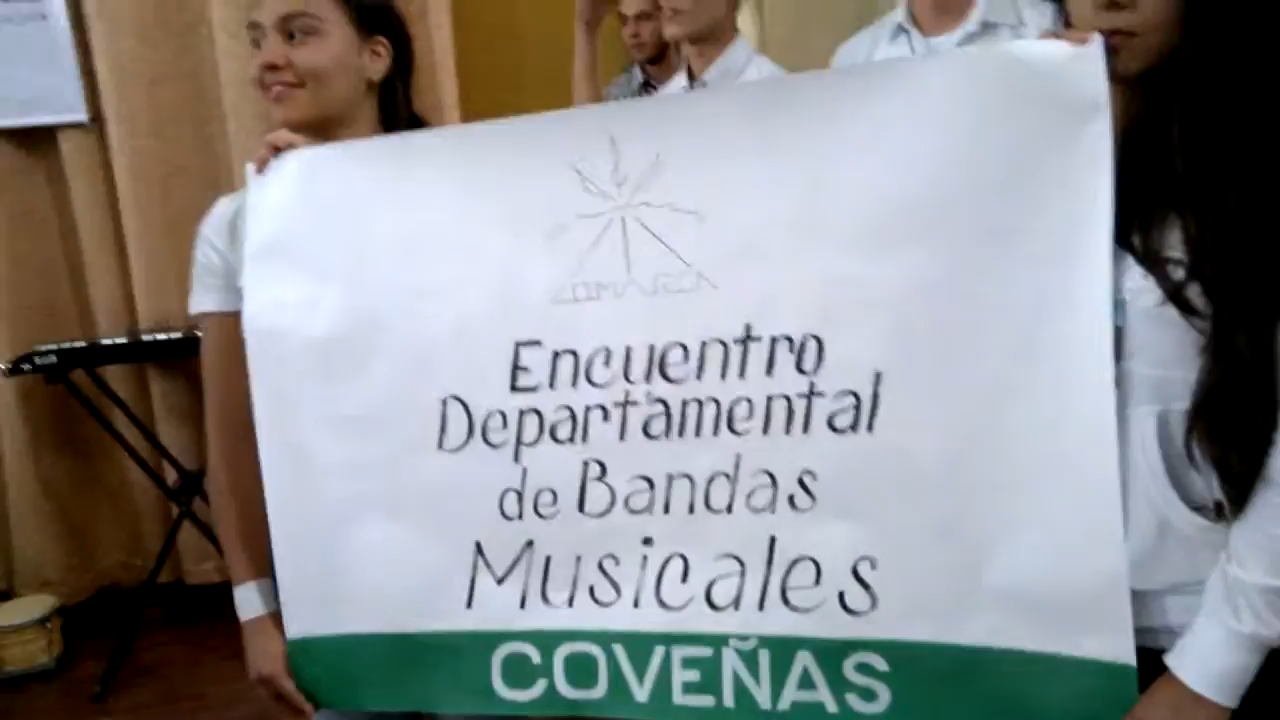 Encuentro
Departamental
de Bandas
Musicales
COVEÑAS